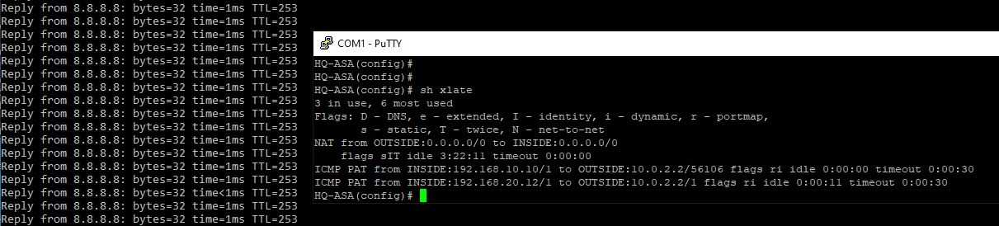 Reply from 8.8.8.8: bytes=32 time=1ms TTL=253
Reply from 8.8.8.8: bytes=32 time=1ms TTL=253
Reply from 8.8.8.8: bytes=32 time=1ms TTL=253
Reply from 8.8.8.8: bytes=32 time=1ms TTL=253
Reply from 8.8.8.8: bytes=32 time=1ms TTL=253
Reply from 8.8.8.8: bytes=32 time=1ms TTL=253
Reply from 8.8.8.8: bytes=32 time=1ms TTL=253
Reply from 8.8.8.8: bytes=32 time=1ms TTL=253
Reply from 8.8.8.8: bytes=32 time=1ms TTL=253
Reply from 8.8.8.8: bytes=32 time=1ms TTL=253
Reply from 8.8.8.8: bytes=32 time=1ms TTL=253
Reply from 8.8.8.8: bytes=32 time=1ms TTL=253
Reply from 8.8.8.8: bytes=32 time=1ms TTL=253
Reply from 8.8.8.8: bytes=32 time=1ms TTL=253
Reply from 8.8.8.8: bytes=32 time<1ms TTL=253
Reply from 8.8.8.8: bytes=32 time=1ms TTL=253
Reply from 8.8.8.8: bytes=32 time=1ms TTL=253
COM1 - PuTTY
HQ-ASA(config)#
HQ-ASA(config)#
HQ-ASA(config)# sh xlate
3 in use, 6 most used
Flags: D - DNS, e - extended, I - identity, i - dynamic, r - portmap,
s - static, T - twice, N - net-to-net
NAT from OUTSIDE:0.0.0.0/0 to INSIDE:0.0.0.0/0
flags sIT idle 3:22:11 timeout 0:00:00
ICMP PAT from INSIDE:192.168.10.10/1 to OUTSIDE:10.0.2.2/56106 flags ri idle 0:00:00 timeout 0:00:30
ICMP PAT from INSIDE:192.168.20.12/1 to OUTSIDE:10.0.2.2/1 flags ri idle 0:00:11 timeout 0:00:30
HQ-ASA(config)#